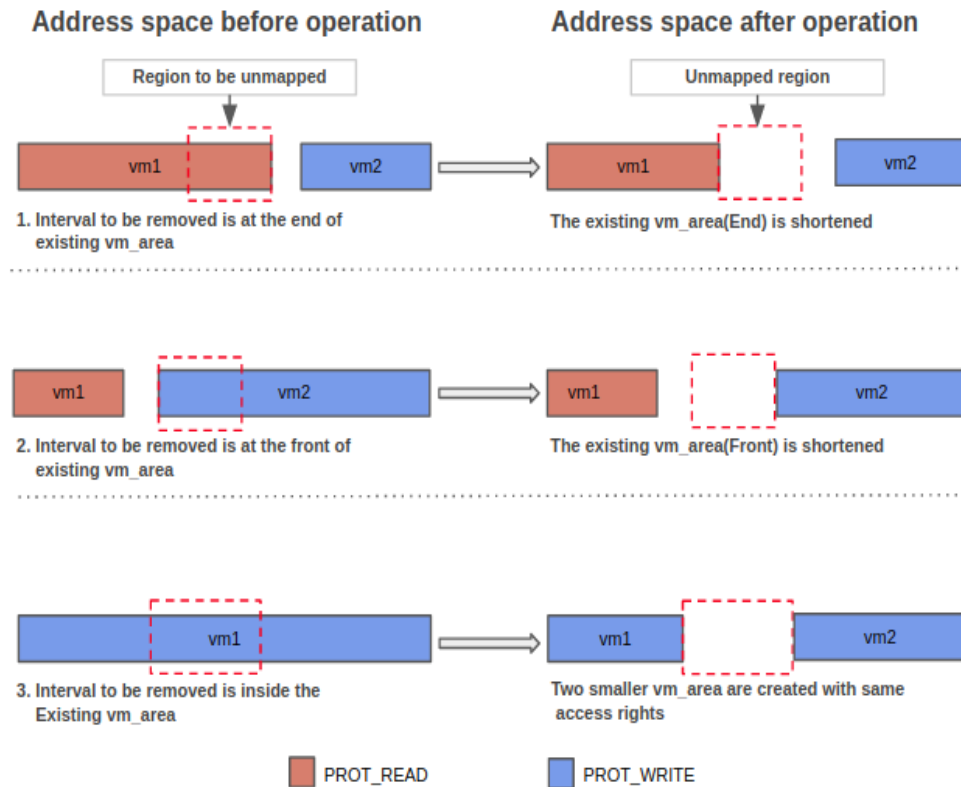 Address space before operation
Address space after operation
Region to be unmapped
Unmapped region
vm1
vm2
vm1
vm2
1. Interval to be removed is at the end of
existing vm_area
The existing vm_area(End) is shortened
vm1
vm2
vm1
vm2
2. Interval to be removed is at the front of
existing vm_area
The existing vm_area(Front) is shortened
vm1
vm1
vm2
3. Interval to be removed is inside the
Existing vm_area
Two smaller vm_area are created with same
access rights
PROT_READ
PROT_WRITE